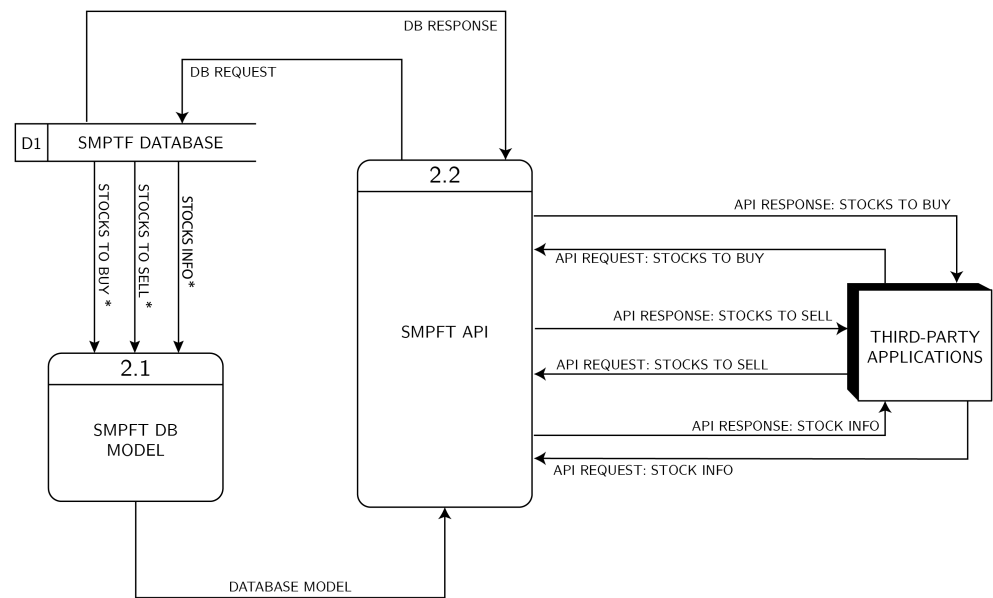 DB RESPONSE
DB REQUEST
D1
SMPTF DATABASE
STOCKS TO BUY *
STOCKS TO SELL *
STOCKS INFO*
2.2
SMPFT API
API RESPONSE: STOCKS TO BUY
API REQUEST: STOCKS TO BUY
API RESPONSE: STOCKS TO SELL
API REQUEST: STOCKS TO SELL
API RESPONSE: STOCK INFO
API REQUEST: STOCK INFO
THIRD-PARTY
APPLICATIONS
2.1
SMPFT DB
MODEL
DATABASE MODEL